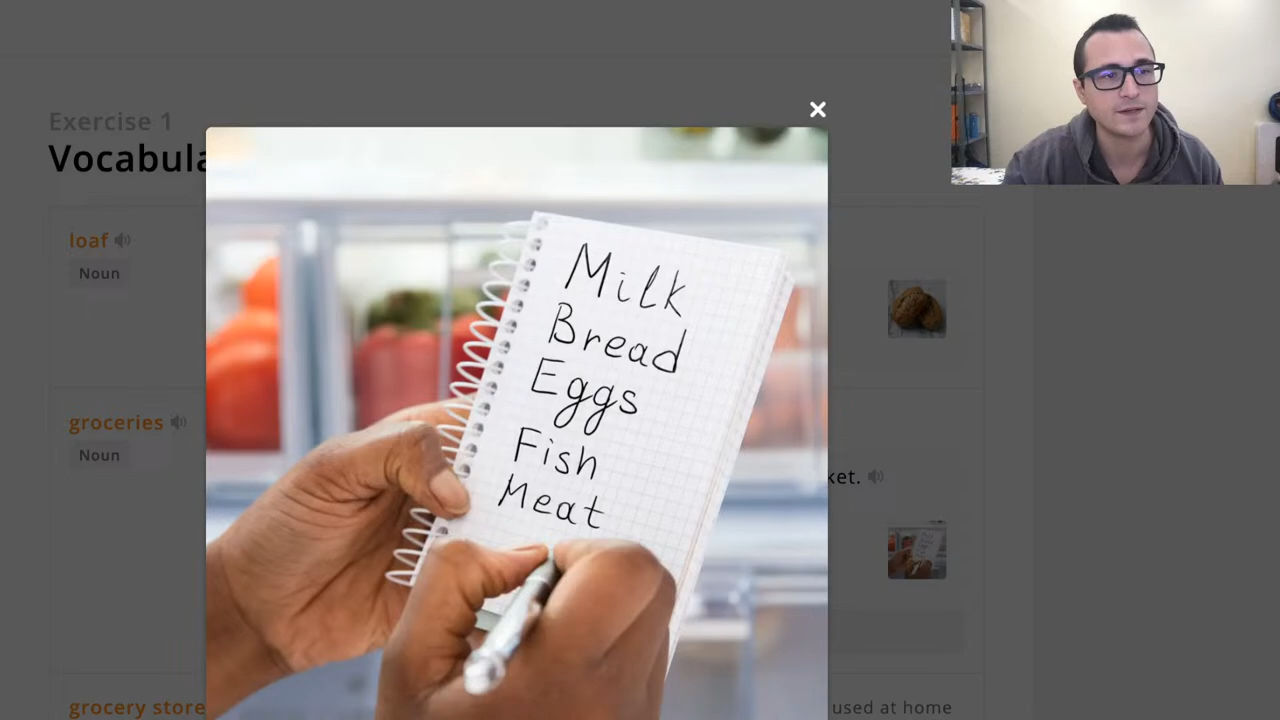 Exercise 1
Vocabula
loaf
Noun
groceries
Noun
grocery store
Milk
Bread
Eggs
Fish
Meat
ket.
used at home